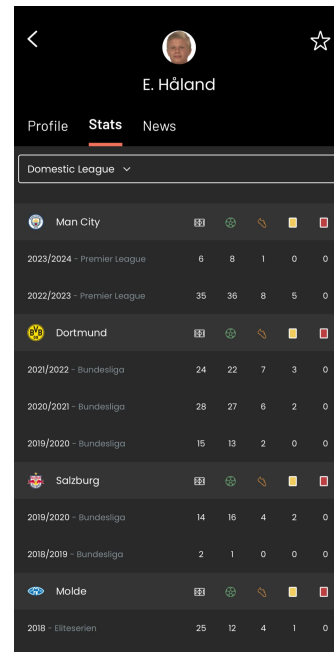 E. Håland
Profile Stats News
Domestic League
Man City
2023/2024 - Premier League 6 8 1 0 0
2022/2023 - Premier League 35 36 8 5 0
BVB 09 Dortmund
2021/2022 - Bundesliga 24 22 7 3 0
2020/2021 - Bundesliga 28 27 6 2 0
2019/2020 - Bundesliga 15 13 2 0 0
Salzburg
2019/2020 - Bundesliga 14 16 4 2 0
2018/2019 - Bundesliga 2 1 0 0 0
Molde
2018 - Eliteserien 25 12 4 1 0